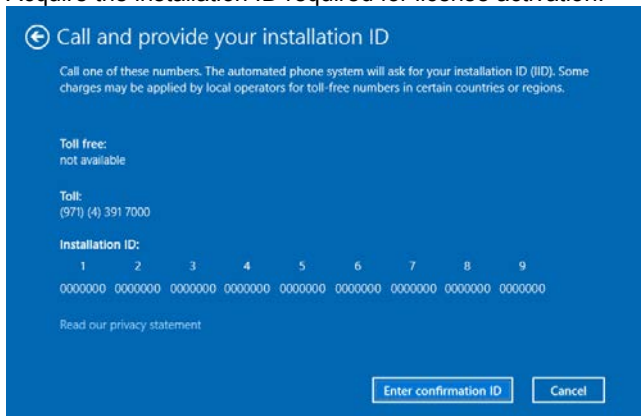 Acquire the installation ID required for license activation.
Call and provide your installation ID
Call one of these numbers. The automated phone system will ask for your installation ID (IID). Some
charges may be applied by local operators for toll-free numbers in certain countries or regions.
Toll free:
not available
Toll:
(971) (4) 391 7000
Installation ID:
1 2 3 4 5 6 7 8 9
0000000 0000000 0000000 0000000 0000000 0000000 0000000 0000000 0000000
Read our privacy statement
Enter confirmation ID Cancel